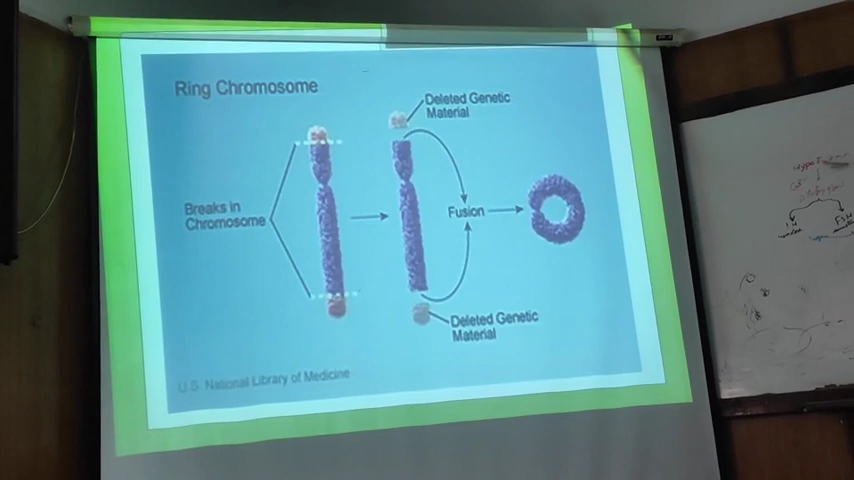 Ring Chromosome
Deleted Genetic
Material
Breaks in
Chromosome
Fusion
Deleted Genetic
Material
U.S. National Library of Medicine